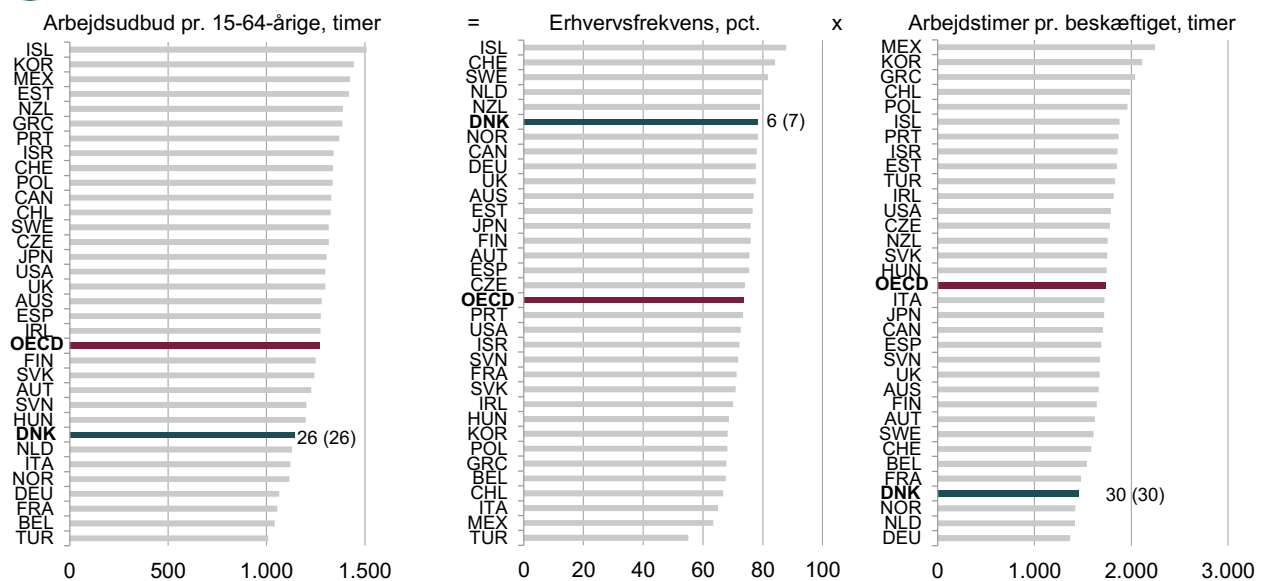 Arbejdsudbud pr. 15-64-årige, timer = Erhvervsfrekvens, pct. x Arbejdstimer pr. beskæftiget, timer
ISL
KOR
MEX
EST
NZL
GRC
PRT
ISR
CHE
POL
CAN
CHL
SWE
CZE
JPN
USA
UK
AUS
ESP
IRL
OECD
FIN
SVK
AUT
SVN
HUN
DNK 26 (26)
NLD
ITA
NOR
DEU
FRA
BEL
TUR
0 500 1.000 1.500
ISL
CHE
SWE
NLD
NZL
DNK 6 (7)
NOR
CAN
DEU
UK
AUS
EST
JPN
FIN
AUT
ESP
CZE
OECD
PRT
USA
ISR
SVN
FRA
SVK
IRL
HUN
KOR
POL
GRC
BEL
CHL
ITA
MEX
TUR
0 20 40 60 80 100
MEX
KOR
GRC
CHL
POL
ISL
PRT
ISR
EST
TUR
IRL
USA
CZE
NZL
SVK
HUN
OECD
ITA
JPN
CAN
ESP
SVN
UK
AUS
FIN
AUT
SWE
CHE
BEL
FRA
DNK 30 (30)
NOR
NLD
DEU
0 1.000 2.000 3.000